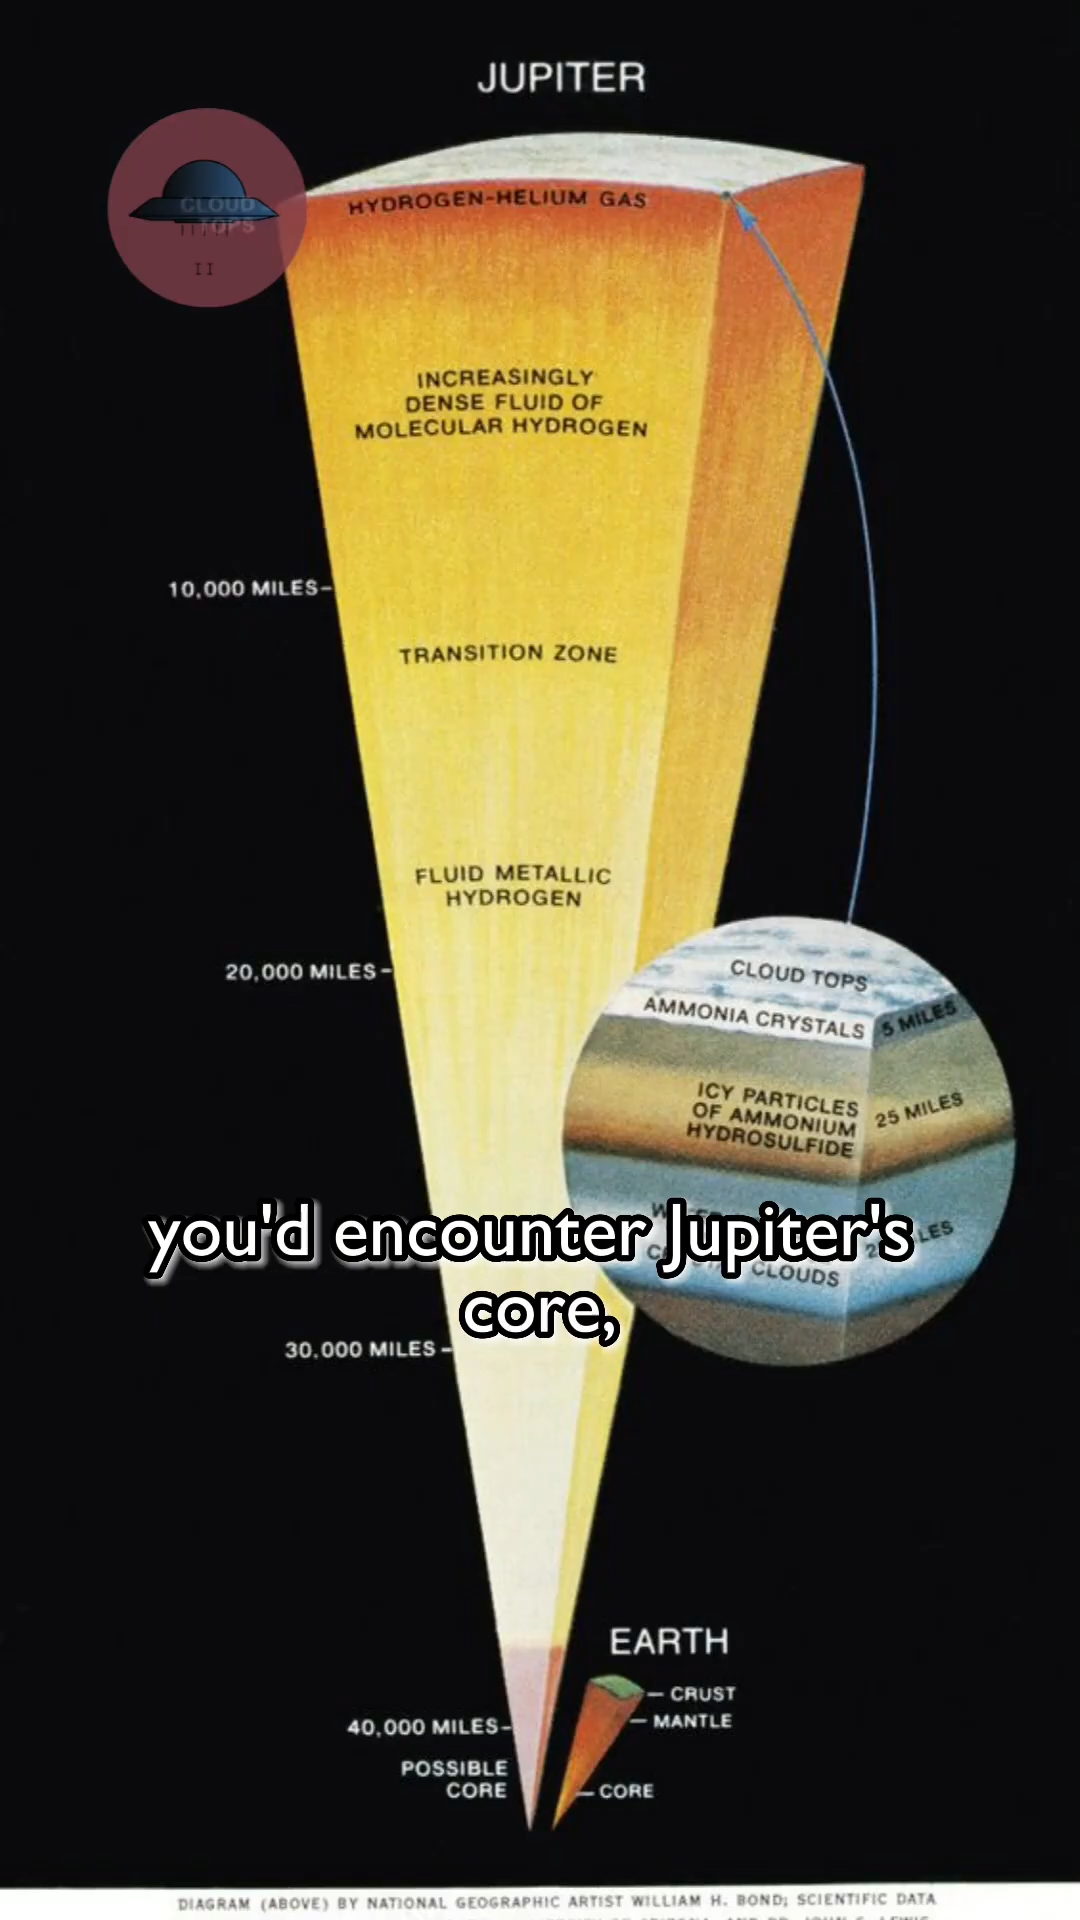 JUPITER
CLOUD
TOPS
II
HYDROGEN-HELIUM GAS
INCREASINGLY
DENSE FLUID OF
MOLECULAR HYDROGEN
10,000 MILES
TRANSITION ZONE
FLUID METALLIC
HYDROGEN
20,000 MILES
CLOUD TOPS
AMMONIA CRYSTALS
5 MILES
ICY PARTICLES
OF AMMONIUM
HYDROSULFIDE
25 MILES
CLOUDS
you'd encounter Jupiter's
core,
30,000 MILES
EARTH
CRUST
MANTLE
40,000 MILES
POSSIBLE
CORE
CORE
DIAGRAM (ABOVE) BY NATIONAL GEOGRAPHIC ARTIST WILLIAM H. BOND; SCIENTIFIC DATA